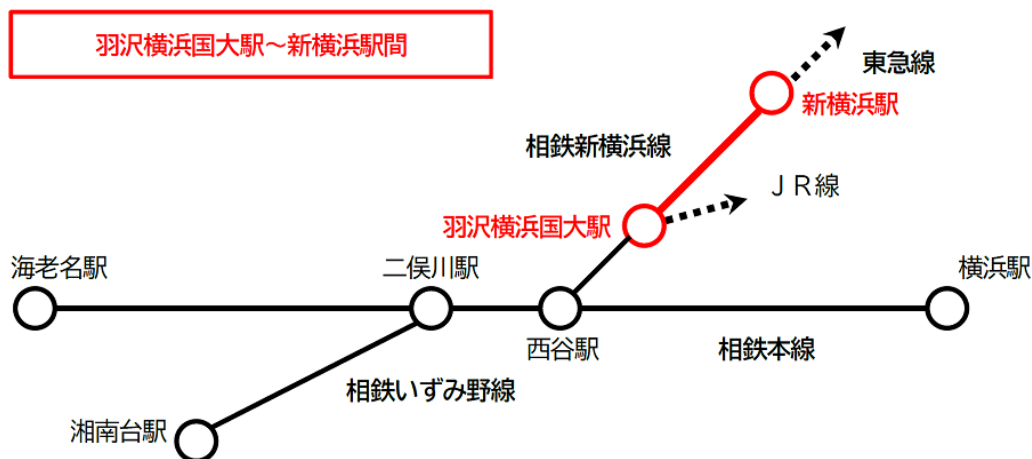 羽沢横浜国大駅～新横浜駅間
東急線
新横浜駅
相鉄新横浜線
ＪＲ線
羽沢横浜国大駅
海老名駅
二俣川駅
横浜駅
西谷駅
相鉄本線
相鉄いずみ野線
湘南台駅